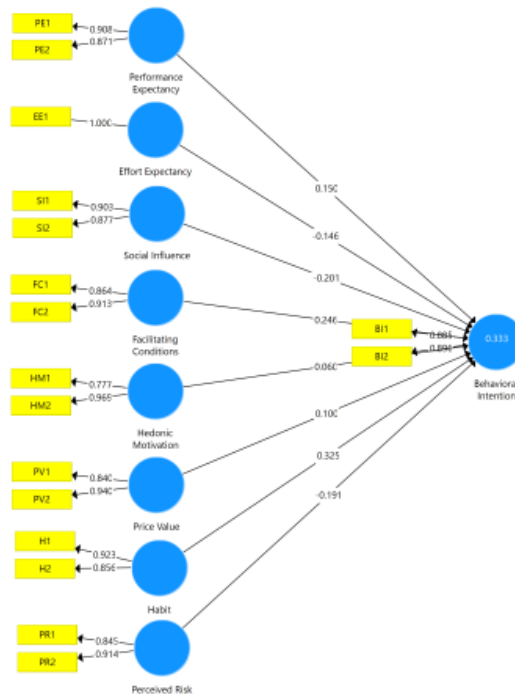 PE1
0.908
PE2
0.871
Performance
Expectancy
0.150
EE1
1.000
Effort Expectancy
-0.146
SI1
0.903
SI2
0.877
Social Influence
-0.201
FC1
0.864
FC2
0.913
Facilitating
Conditions
0.246
BI1
0.885
BI2
0.891
0.333
Behavioral
Intention
HM1
0.777
HM2
0.969
Hedonic
Motivation
0.060
PV1
0.840
PV2
0.940
Price Value
0.100
H1
0.923
H2
0.856
Habit
0.325
PR1
0.845
PR2
0.914
Perceived Risk
-0.191